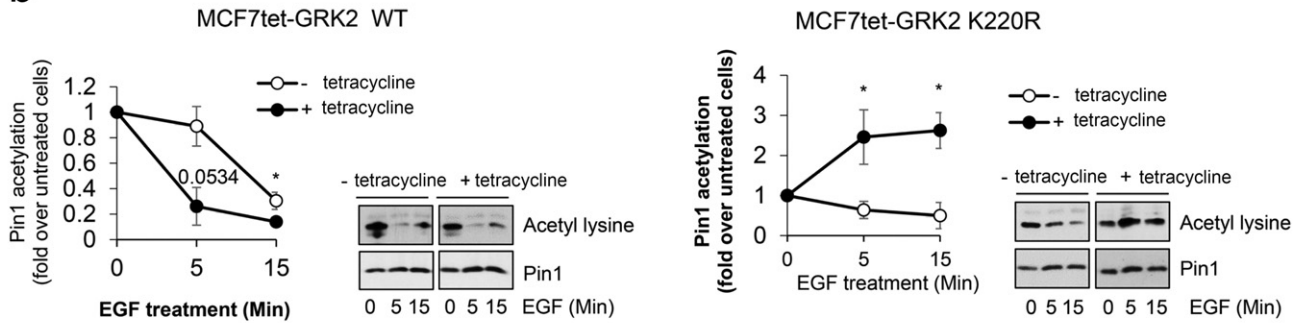 MCF7tet-GRK2 WT
Pin1 acetylation
(fold over untreated cells)
1.2
1
0.8
0.6
0.4
0.2
0
- tetracycline
+ tetracycline
0.0534
*
0
5
15
EGF treatment (Min)
- tetracycline + tetracycline
Acetyl lysine
Pin1
0 5 15 0 5 15 EGF (Min)
MCF7tet-GRK2 K220R
Pin1 acetylation
(fold over untreated cells)
4
3
2
1
0
* *
- tetracycline
+ tetracycline
0
5
15
EGF treatment (Min)
- tetracycline + tetracycline
Acetyl lysine
Pin1
0 5 15 0 5 15 EGF (Min)